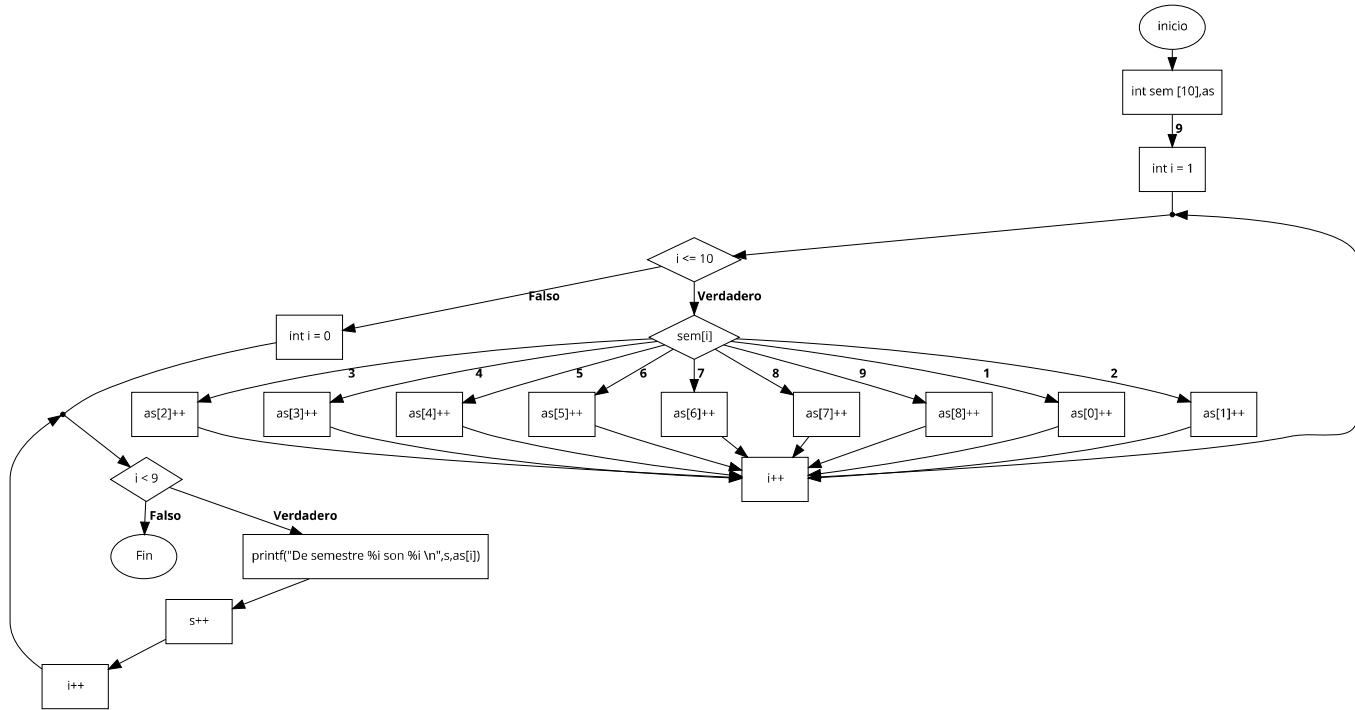 inicio
int sem [10],as
9
int i = 1
i <= 10
Falso
Verdadero
int i = 0
sem[i]
3
4
5
6
7
8
9
1
2
as[2]++
as[3]++
as[4]++
as[5]++
as[6]++
as[7]++
as[8]++
as[0]++
as[1]++
i++
i < 9
Falso
Verdadero
Fin
printf("De semestre %i son %i \n",s,as[i])
s++
i++